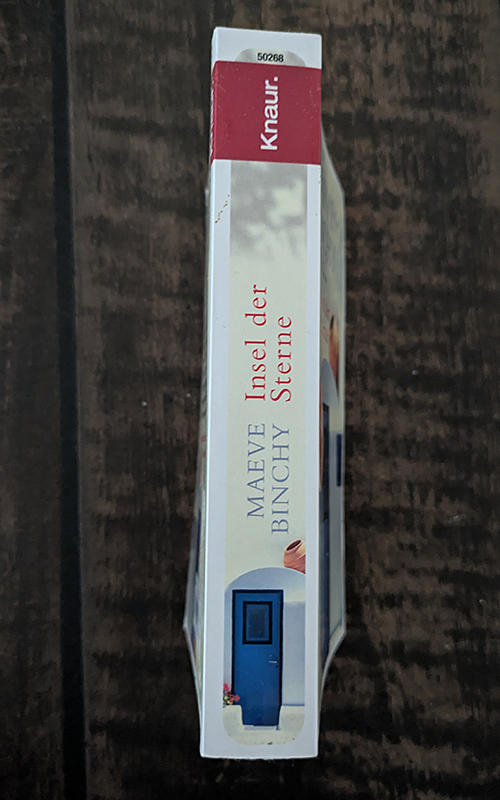 50268
Knaur.
MAEVE
BINCHY
Insel der
Sterne